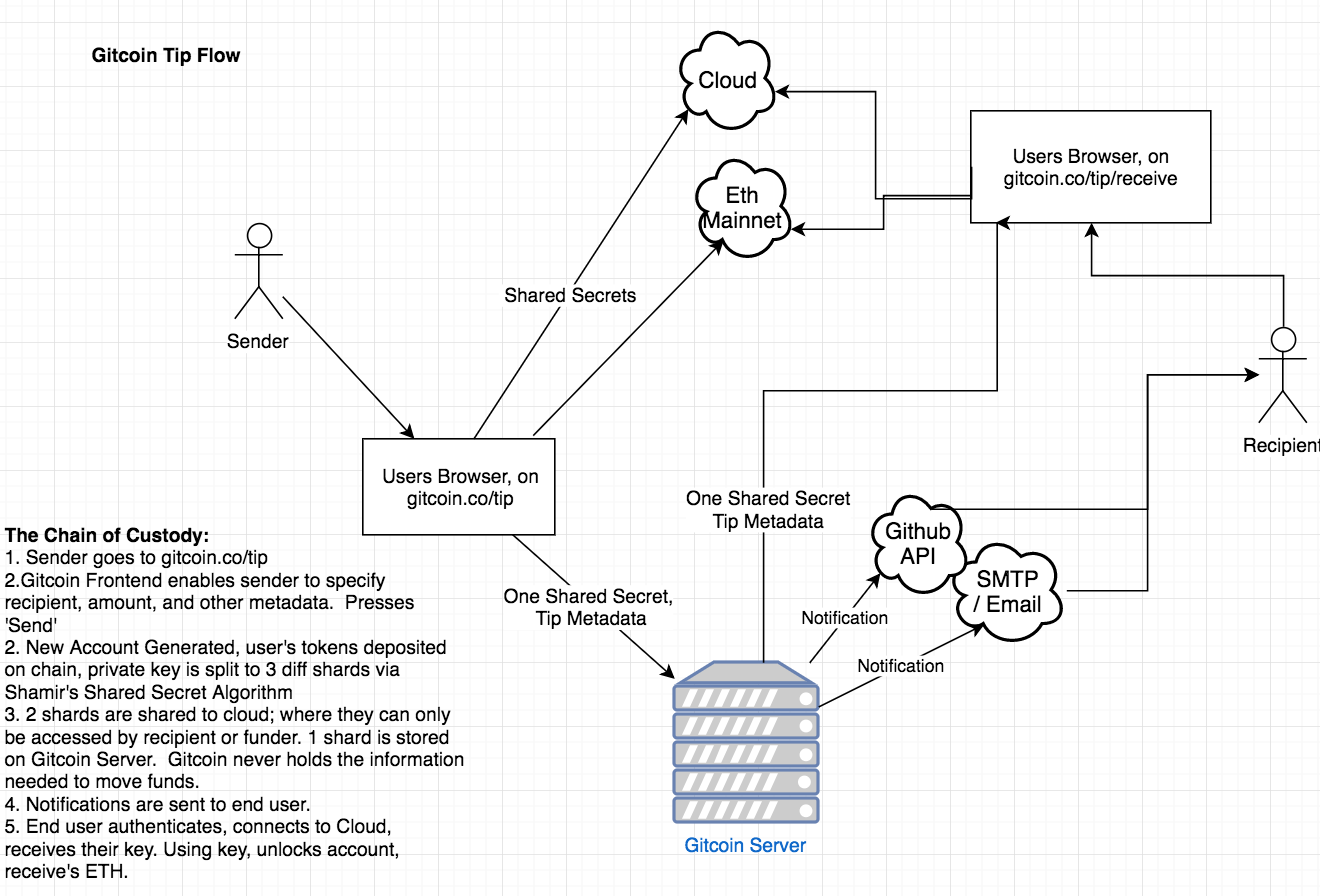 Gitcoin Tip Flow
Cloud
Users Browser, on
gitcoin.co/tip/receive
Eth
Mainnet
Shared Secrets
Sender
Recipient
Users Browser, on
gitcoin.co/tip
One Shared Secret
Tip Metadata
Github
API
SMTP
/ Email
One Shared Secret,
Tip Metadata
Notification
Notification
Gitcoin Server
The Chain of Custody:
1. Sender goes to gitcoin.co/tip
2.Gitcoin Frontend enables sender to specify
recipient, amount, and other metadata.  Presses
'Send'
2. New Account Generated, user's tokens deposited
on chain, private key is split to 3 diff shards via
Shamir's Shared Secret Algorithm
3. 2 shards are shared to cloud; where they can only
be accessed by recipient or funder. 1 shard is stored
on Gitcoin Server.  Gitcoin never holds the information
needed to move funds.
4. Notifications are sent to end user.
5. End user authenticates, connects to Cloud,
receives their key. Using key, unlocks account,
receive's ETH.